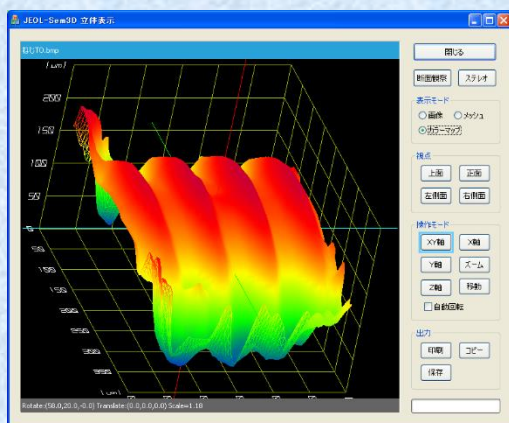 JEOL-Sem3D 立体表示
ねじTO.bmp
[um]
200
150
100
50
0
50
100
150
閉じる
断面観察 ステレオ
表示モード
画像 メッシュ
カラーマップ
視点
上面 正面
左側面 右側面
操作モード
XY軸 X軸
Y軸 ズーム
Z軸 移動
自動回転
出力
印刷 コピー
保存
Rotate:(50.0,20.0,-0.0) Translate:(0.0,0.0,0.0) Scale=1.10